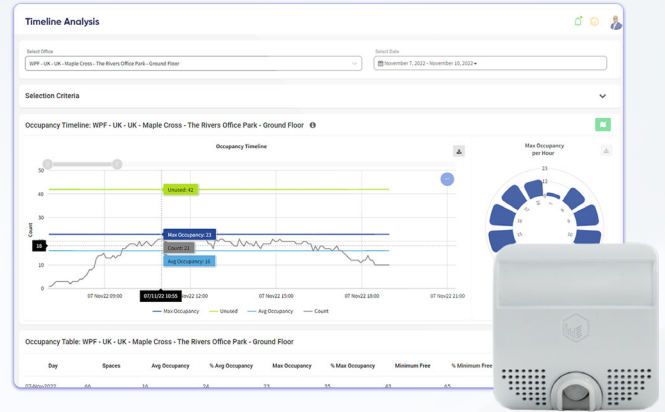 Timeline Analysis
Select Office
Select Date
WPF - UK - UK - Maple Cross - The Rivers Office Park - Ground Floor
November 7, 2022 - November 10, 2022
Selection Criteria
Occupancy Timeline: WPF - UK - UK - Maple Cross - The Rivers Office Park - Ground Floor
Occupancy Timeline
Max Occupancy
per Hour
50
40
30
18
10
0
Count
Unused: 42
Max Occupancy: 23
Count: 21
Avg Occupancy: 16
07 Nov22 09:00
07/11/22 10:55
ov22 12:00
07 Nov22 15:00
07 Nov22 18:00
07 Nov22 21:00
Max Occupancy
Unused
Avg Occupancy
Count
Occupancy Table: WPF - UK - UK - Maple Cross - The Rivers Office Park - Ground Floor
Day Spaces Avg Occupancy % Avg Occupancy Max Occupancy % Max Occupancy Minimum Free % Minimum Free
07-Nov-2022 66 16 24 23 35 43 65